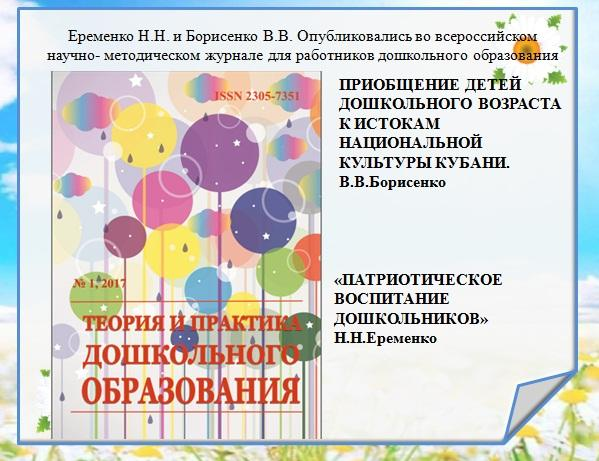 Еременко Н.Н. и Борисенко В.В. Опубликовались во всероссийском
научно- методическом журнале для работников дошкольного образования
ISSN 2305-7351
№ 1, 2017
ТЕОРИЯ И ПРАКТИКА
ДОШКОЛЬНОГО
ОБРАЗОВАНИЯ
ПРИОБЩЕНИЕ ДЕТЕЙ
ДОШКОЛЬНОГО ВОЗРАСТА
К ИСТОКАМ
НАЦИОНАЛЬНОЙ
КУЛЬТУРЫ КУБАНИ.
В.В.Борисенко
«ПАТРИОТИЧЕСКОЕ
ВОСПИТАНИЕ
ДОШКОЛЬНИКОВ»
Н.Н.Еременко